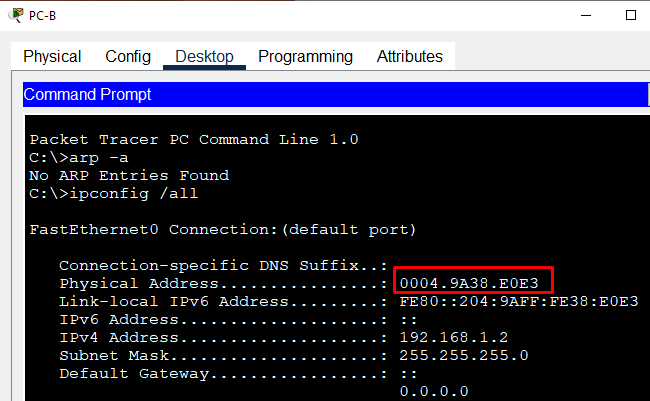 PC-B
Physical Config Desktop Programming Attributes
Command Prompt
Packet Tracer PC Command Line 1.0
C:\>arp -a
No ARP Entries Found
C:\>ipconfig /all
FastEthernet0 Connection:(default port)
Connection-specific DNS Suffix..:
Physical Address................: 0004.9A38.E0E3
Link-local IPv6 Address.........: FE80::204:9AFF:FE38:E0E3
IPv6 Address....................: ::
IPv4 Address....................: 192.168.1.2
Subnet Mask.....................: 255.255.255.0
Default Gateway.................: ::
0.0.0.0